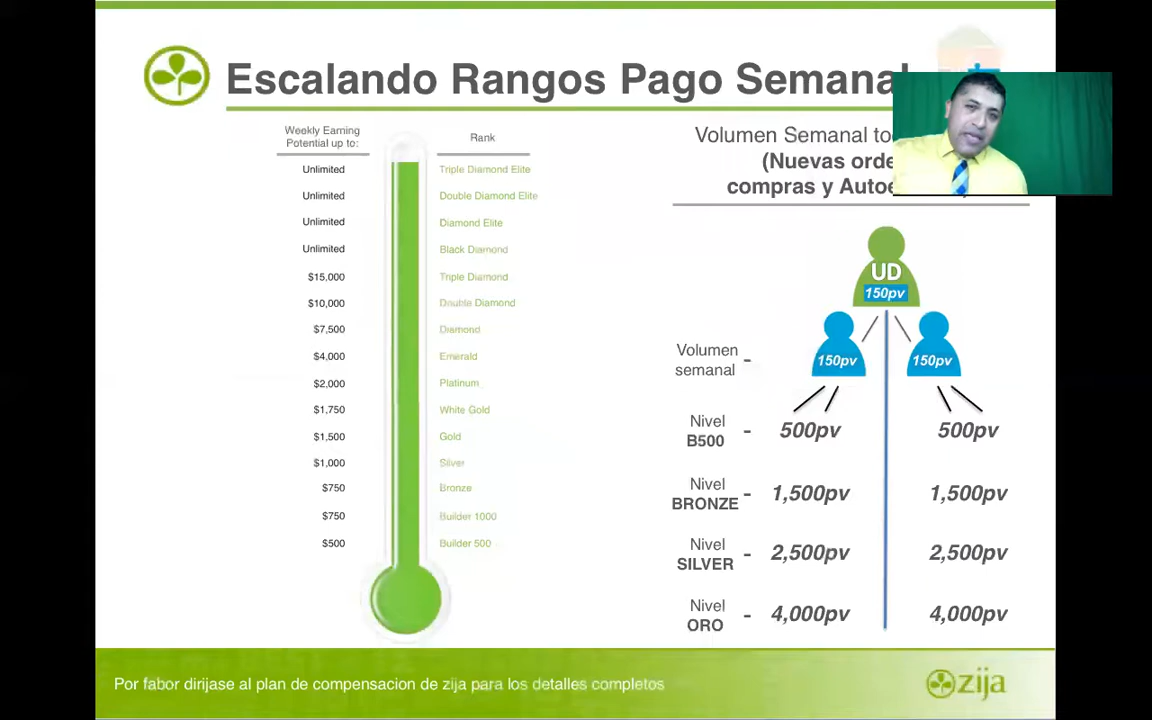 Escalando Rangos Pago Semanal
Weekly Earning
Potential up to:
Rank
Unlimited
Triple Diamond Elite
Unlimited
Double Diamond Elite
Unlimited
Diamond Elite
Unlimited
Black Diamond
$15,000
Triple Diamond
$10,000
Double Diamond
$7,500
Diamond
$4,000
Emerald
$2,000
Platinum
$1,750
White Gold
$1,500
Gold
$1,000
Silver
$750
Bronze
$750
Builder 1000
$500
Builder 500
Volumen Semanal
(Nuevas
compras y
UD
150pv
Volumen
semanal -
150pv
150pv
Nivel
B500 - 500pv 500pv
Nivel
BRONZE - 1,500pv 1,500pv
Nivel
SILVER - 2,500pv 2,500pv
Nivel
ORO - 4,000pv 4,000pv
Por fabor dirijase al plan de compensacion de zija para los detalles completos
zija